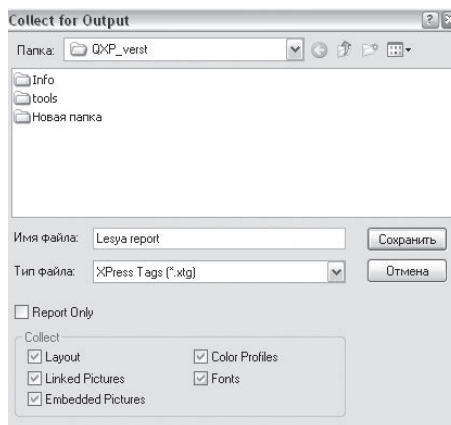 Collect for Output
Папка: QXP_verst
Info
tools
Новая папка
Имя файла: Lesya report Сохранить
Тип файла: XPress Tags (*.xtg) Отмена
Report Only
Collect
Layout Color Profiles
Linked Pictures Fonts
Embedded Pictures